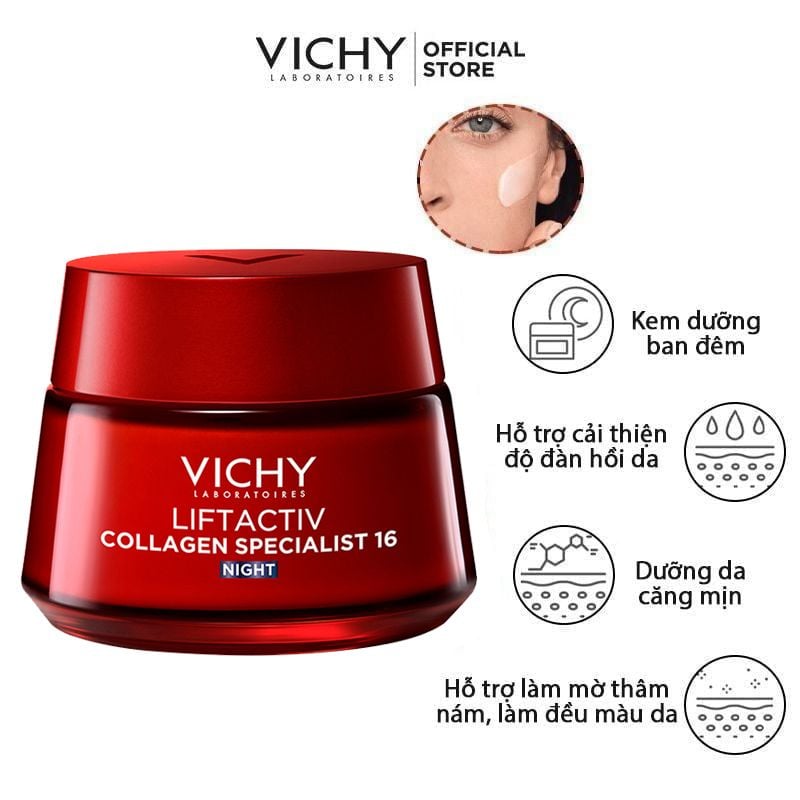 VICHY
LABORATOIRES
OFFICIAL
STORE
Kem dưỡng
ban đêm
Hỗ trợ cải thiện
độ đàn hồi da
VICHY
LABORATOIRES
LIFTACTIV
COLLAGEN SPECIALIST 16
NIGHT
Dưỡng da
căng mịn
Hỗ trợ làm mờ thâm
nám, làm đều màu da